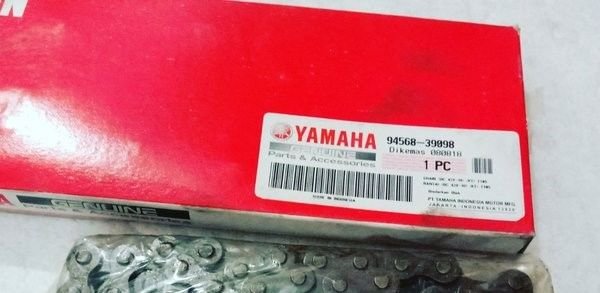 YAMAHA
GENUINE
Parts & Accessories
94568-39098
Dikemas 080818
1 PC
PT YAMAHA INDONESIA MOTOR MFG
JAKARTA-INDONESIA
MADE IN INDONESIA
GENUINE